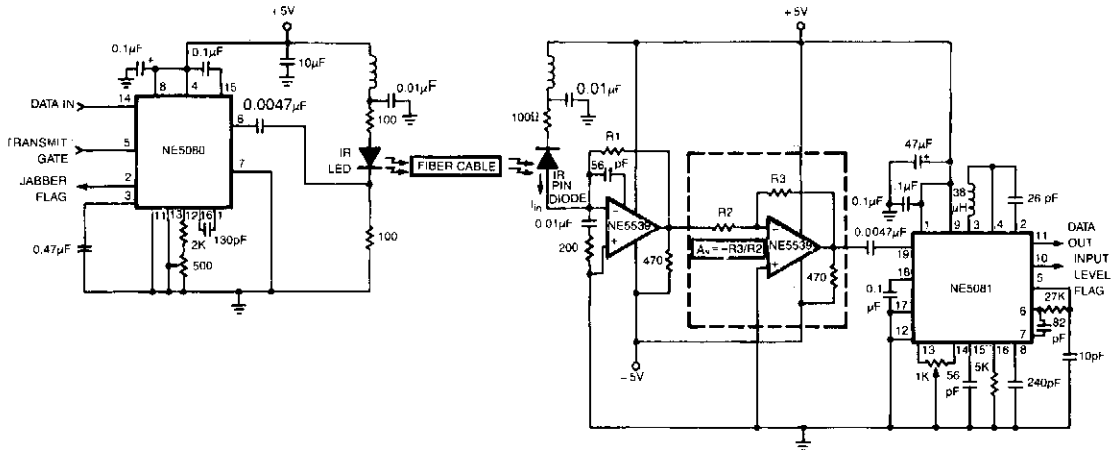 +5V
0.1µF
+
0.1µF
10µF
8
4
15
DATA IN
14
0.0047µF
6
0.01µF
100
TRANSMIT
GATE
5
NE5080
7
IR
LED
FIBER CABLE
JABBER
FLAG
2
3
11
13
12
16
1
0.47µF
2K
130pF
500
100
+5V
0.01µF
100Ω
R1
56
pF
IR
PIN
DIODE
Iin
0.01µF
200
−
+
NE5539
470
R2
R3
Av = −R3/R2
−
+
NE5539
470
−5V
0.0047µF
47µF
+
.1µF
0.1µF
38
µH
26 pF
1
9
3
4
2
19
18
17
12
0.1
µF
NE5081
11
DATA
OUT
10
INPUT
LEVEL
FLAG
5
27K
6
82
pF
7
10pF
13
14
15
16
8
1K
56
pF
5K
240pF